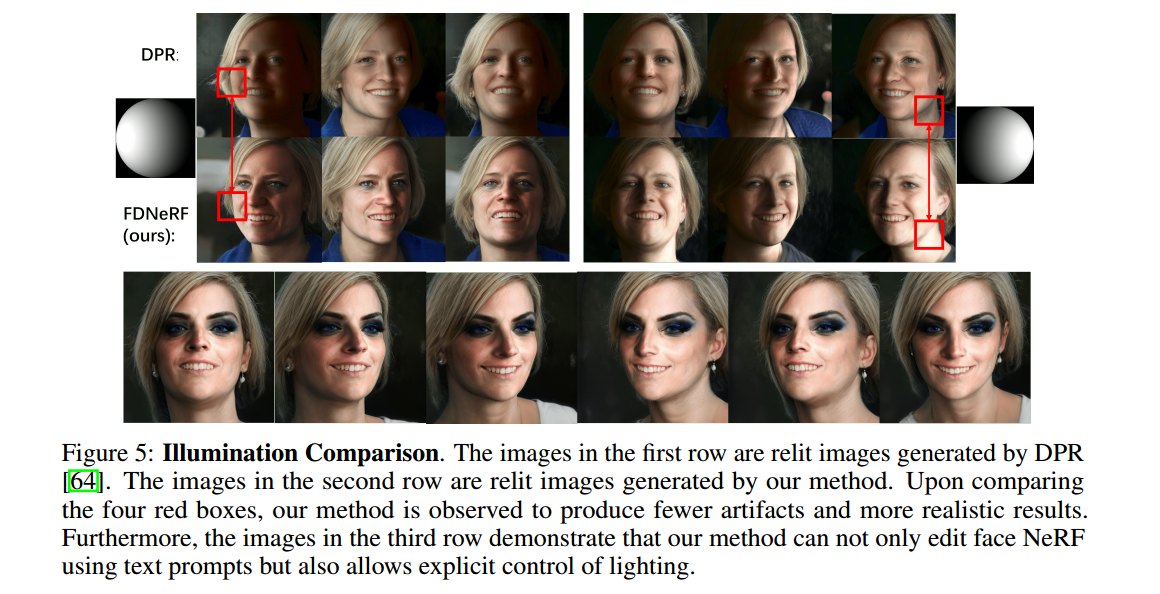 DPR:
FDNeRF
(ours):
Figure 5: Illumination Comparison. The images in the first row are relit images generated by DPR
[64]. The images in the second row are relit images generated by our method. Upon comparing
the four red boxes, our method is observed to produce fewer artifacts and more realistic results.
Furthermore, the images in the third row demonstrate that our method can not only edit face NeRF
using text prompts but also allows explicit control of lighting.